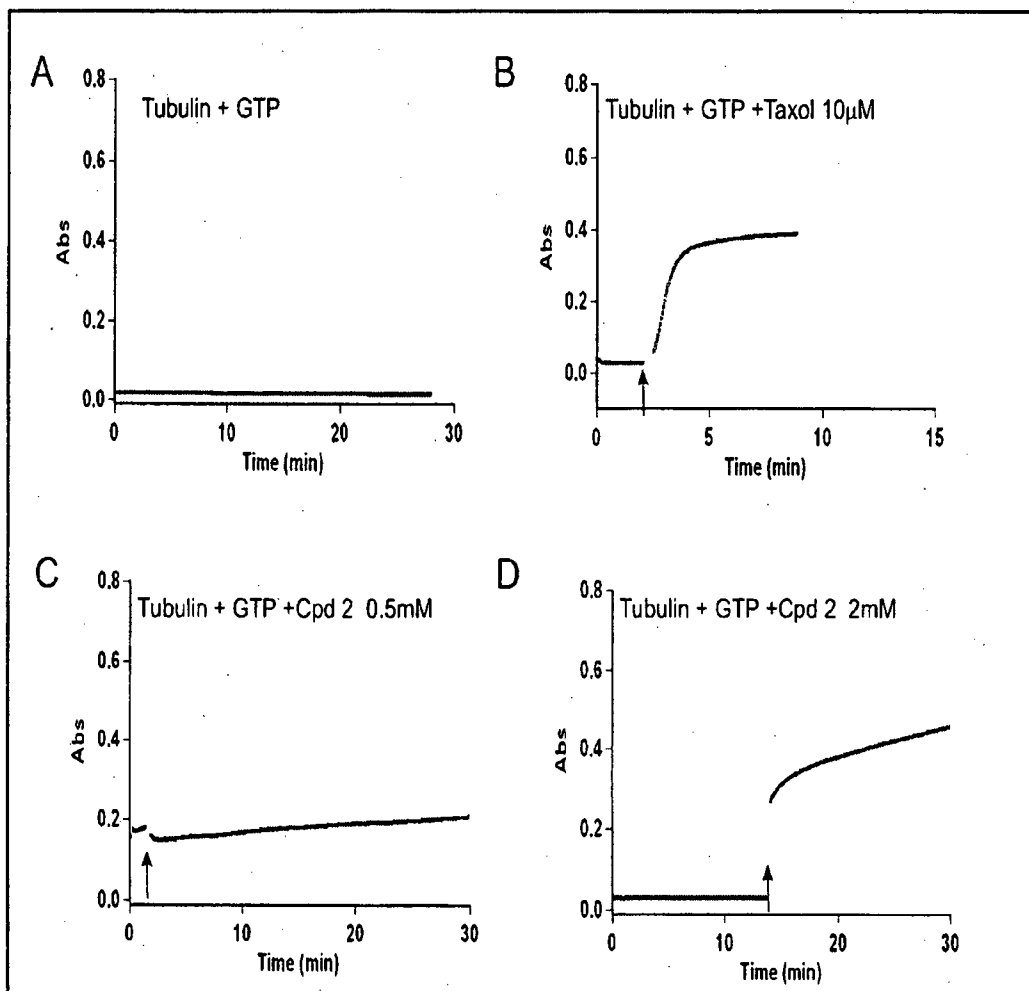 A
Tubulin + GTP
0.8
0.6
0.4
0.2
0.0
Abs
0
10
20
30
Time (min)
B
Tubulin + GTP +Taxol 10µM
0.8
0.6
0.4
0.2
0.0
Abs
0
5
10
15
Time (min)
C
Tubulin + GTP +Cpd 2 0.5mM
0.8
0.6
0.4
0.2
0.0
Abs
0
10
20
30
Time (min)
D
Tubulin + GTP +Cpd 2 2mM
0.8
0.6
0.4
0.2
0.0
Abs
0
10
20
30
Time (min)